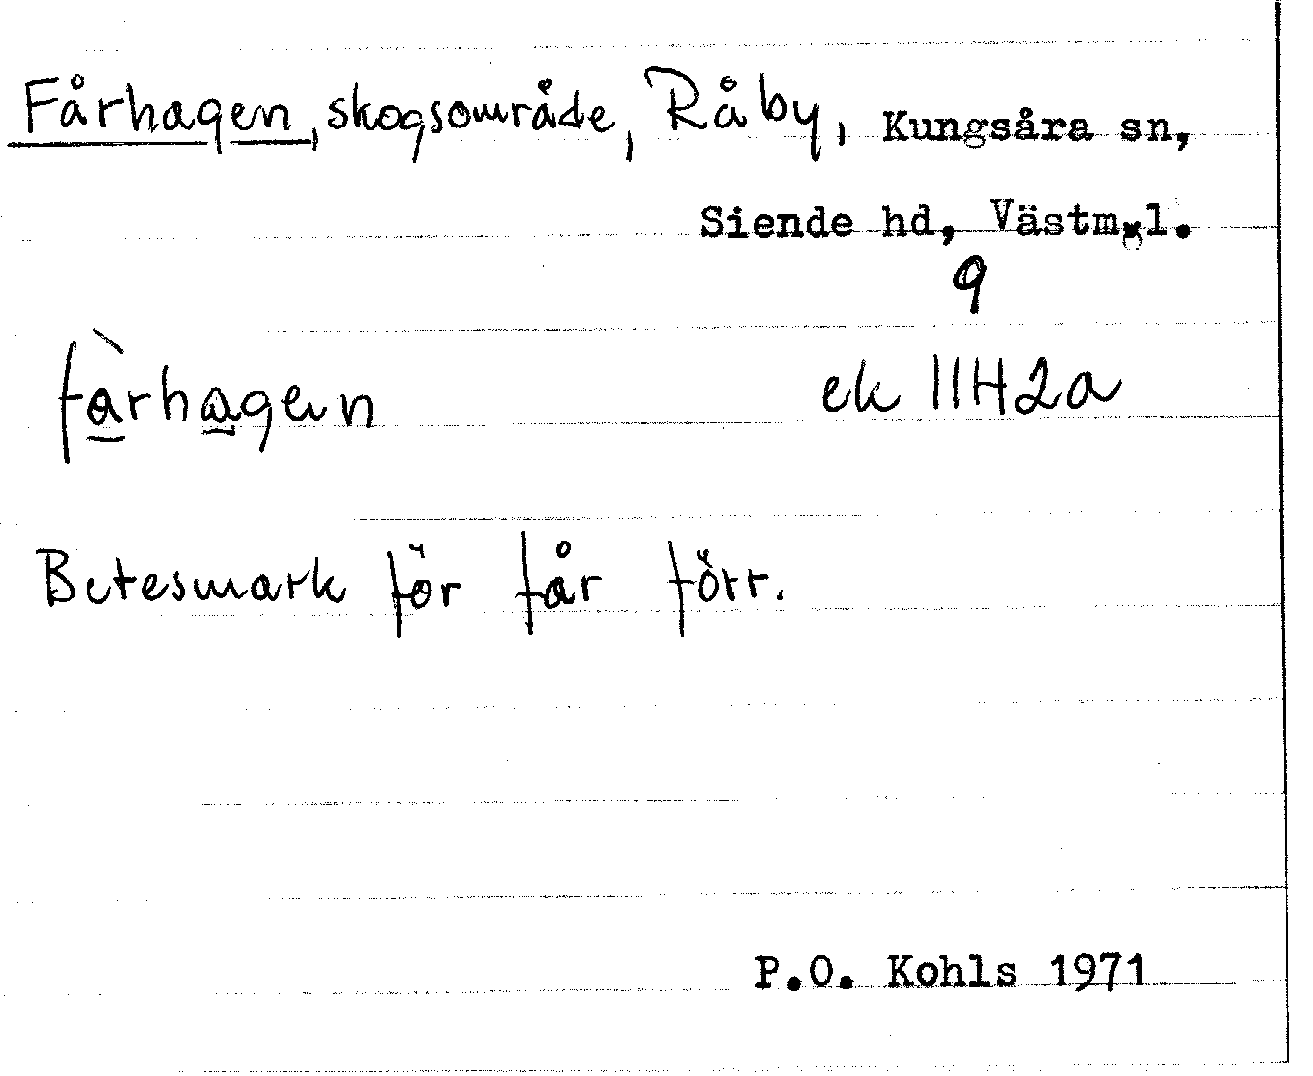 Fårhagen, skogsområde, Råby, Kungsåra sn,
Siende hd, Västm. l.
9
fàrhagen ek 11H2a
Betesmark för får förr.
P.O. Kohls 1971